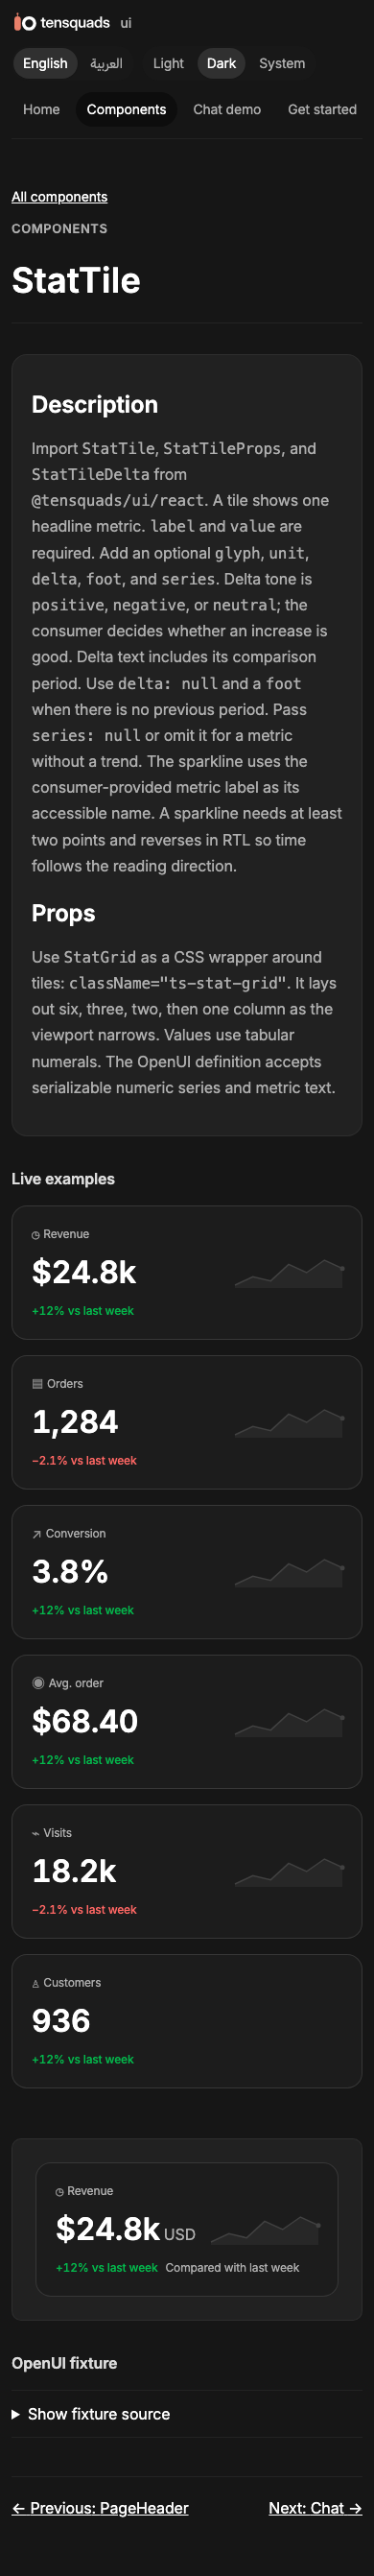 tensquads ui
English العربية Light Dark System
Home Components Chat demo Get started
All components
COMPONENTS
StatTile
Description
Import StatTile, StatTileProps, and
StatTileDelta from
@tensquads/ui/react. A tile shows one
headline metric. label and value are
required. Add an optional glyph, unit,
delta, foot, and series. Delta tone is
positive, negative, or neutral; the
consumer decides whether an increase is
good. Delta text includes its comparison
period. Use delta: null and a foot
when there is no previous period. Pass
series: null or omit it for a metric
without a trend. The sparkline uses the
consumer-provided metric label as its
accessible name. A sparkline needs at least
two points and reverses in RTL so time
follows the reading direction.
Props
Use StatGrid as a CSS wrapper around
tiles: className="ts-stat-grid". It lays
out six, three, two, then one column as the
viewport narrows. Values use tabular
numerals. The OpenUI definition accepts
serializable numeric series and metric text.
Live examples
◷ Revenue
$24.8k
+12% vs last week
▤ Orders
1,284
−2.1% vs last week
↗ Conversion
3.8%
+12% vs last week
◉ Avg. order
$68.40
+12% vs last week
⌁ Visits
18.2k
−2.1% vs last week
♙ Customers
936
+12% vs last week
◷ Revenue
$24.8k USD
+12% vs last week Compared with last week
OpenUI fixture
▶ Show fixture source
← Previous: PageHeader Next: Chat →